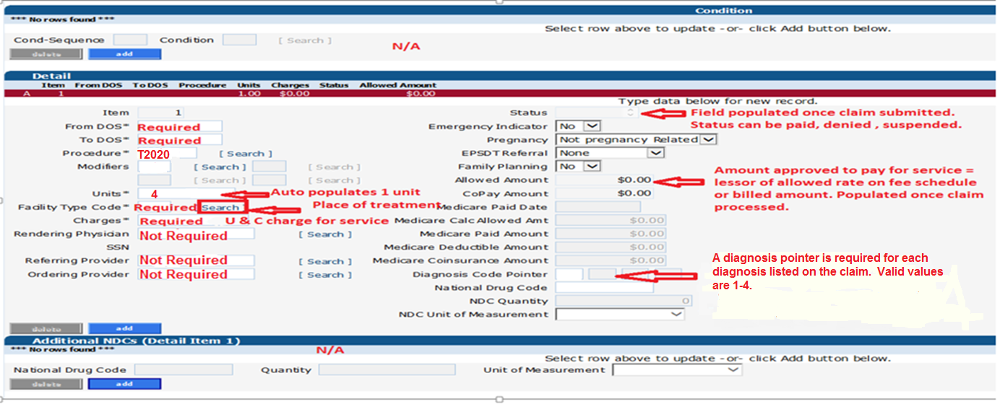 Condition
*** No rows found ***
Select row above to update -or- click Add button below.
Cond-Sequence Condition [ Search ]
N/A
delete add
Detail
Item From DOS To DOS Procedure Units Charges Status Allowed Amount
A 1 1.00 $0.00 $0.00
Type data below for new record.
Item 1 Status
Field populated once claim submitted.
From DOS* Required Emergency Indicator No
Status can be paid, denied , suspended.
To DOS* Required Pregnancy Not pregnancy Related
Procedure* T2020 [ Search ] EPSDT Referral None
Modifiers [ Search ] [ Search ] Family Planning No
Amount approved to pay for service =
[ Search ] [ Search ] Allowed Amount $0.00
lessor of allowed rate on fee schedule
Units* 4 Auto populates 1 unit CoPay Amount $0.00
or billed amount. Populated once claim
processed.
Facility Type Code* Required [ Search ] Place of treatment Medicare Paid Date
Charges* Required U & C charge for service Medicare Calc Allowed Amt $0.00
Rendering Physician Not Required [ Search ] Medicare Paid Amount $0.00
SSN Medicare Deductible Amount $0.00
Referring Provider Not Required [ Search ] Medicare Coinsurance Amount $0.00
A diagnosis pointer is required for each
Ordering Provider Not Required [ Search ] Diagnosis Code Pointer
diagnosis listed on the claim. Valid values
are 1-4.
National Drug Code
NDC Quantity 0
NDC Unit of Measurement
delete add
Additional NDCs (Detail Item 1)
*** No rows found ***
N/A
Select row above to update -or- click Add button below.
National Drug Code Quantity Unit of Measurement
delete add